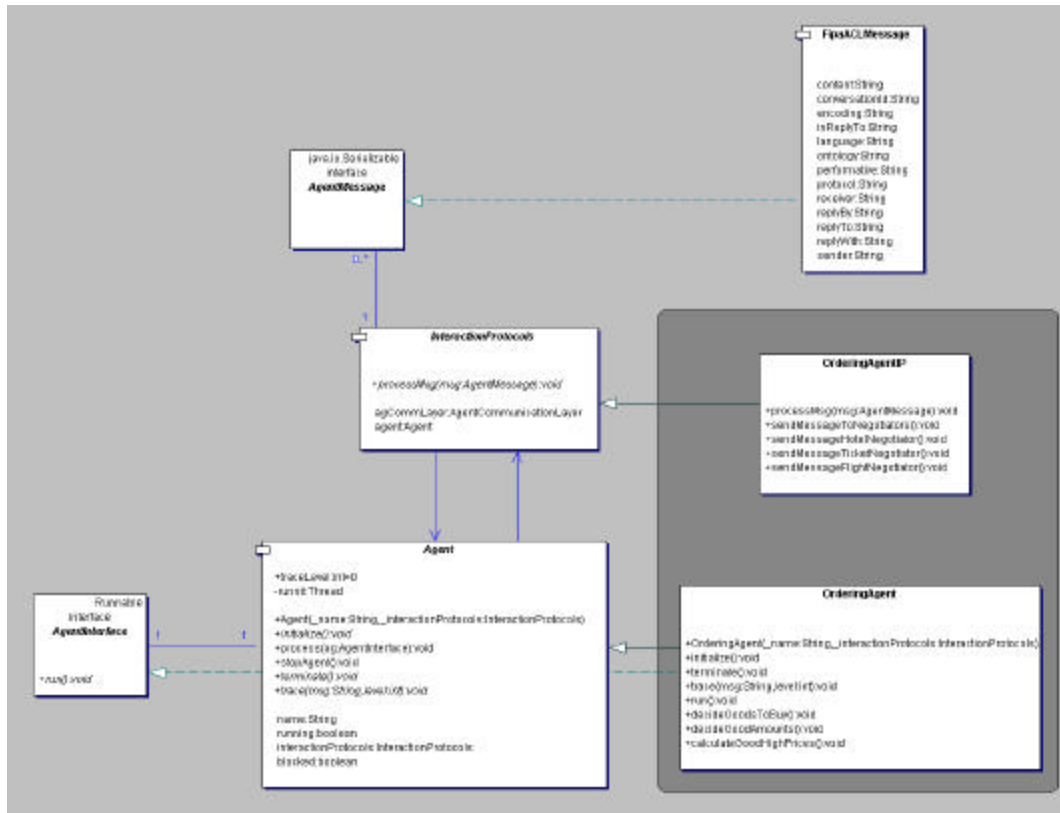 FipaACLMessage
content:String
conversationId:String
encoding:String
inReplyTo:String
language:String
ontology:String
performative:String
protocol:String
receiver:String
replyBy:String
replyTo:String
replyWith:String
sender:String
java.io.Serializable
interface
AgentMessage
0..*
1
InteractionProtocols
+processMsg(msg:AgentMessage):void
agCommLayer:AgentCommunicationLayer
agent:Agent
OrderingAgentIP
+processMsg(msg:AgentMessage):void
+sendMessageToNegotiators():void
+sendMessageHotelNegotiator():void
+sendMessageTicketNegotiator():void
+sendMessageFlightNegotiator():void
Agent
+traceLevel:int=0
-runnit:Thread
+Agent(_name:String,_interactionProtocols:InteractionProtocols)
+initialize():void
+process(ag:AgentInterface):void
+stopAgent():void
+terminate():void
+trace(msg:String,level:int):void
name:String
running:boolean
interactionProtocols:InteractionProtocols
blocked:boolean
Runnable
interface
AgentInterface
+run():void
1
1
OrderingAgent
+OrderingAgent(_name:String,_interactionProtocols:InteractionProtocols)
+initialize():void
+terminate():void
+trace(msg:String,level:int):void
+run():void
+decideGoodsToBuy():void
+decideGoodAmounts():void
+calculateGoodHighPrices():void